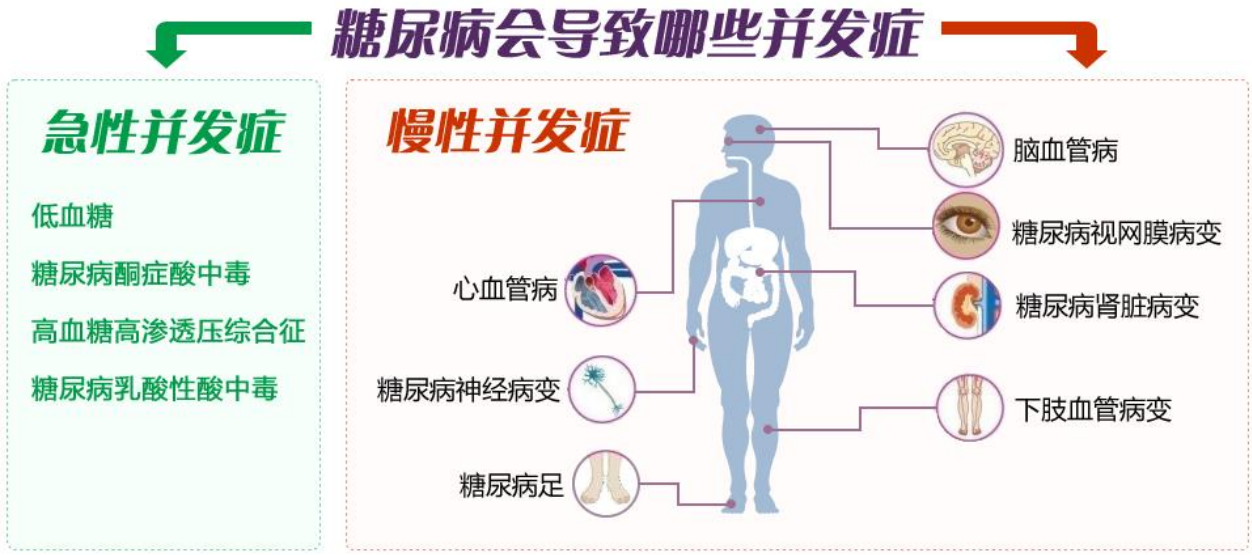 糖尿病会导致哪些并发症
急性并发症
低血糖
糖尿病酮症酸中毒
高血糖高渗透压综合征
糖尿病乳酸性酸中毒
慢性并发症
脑血管病
糖尿病视网膜病变
心血管病
糖尿病肾脏病变
糖尿病神经病变
下肢血管病变
糖尿病足